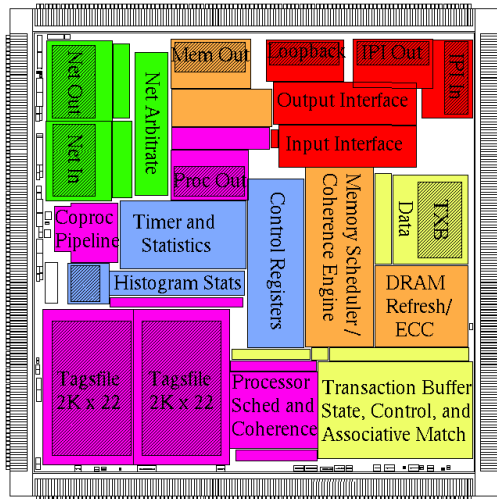 Net Out
Net In
Net Arbitrate
Mem Out
Loopback
IPI Out
IPI In
Output Interface
Input Interface
Proc Out
Coproc
Pipeline
Timer and
Statistics
Histogram Stats
Control Registers
Memory Scheduler /
Coherence Engine
Data
TXB
DRAM
Refresh/
ECC
Tagsfile
2K x 22
Tagsfile
2K x 22
Processor
Sched and
Coherence
Transaction Buffer
State, Control, and
Associative Match